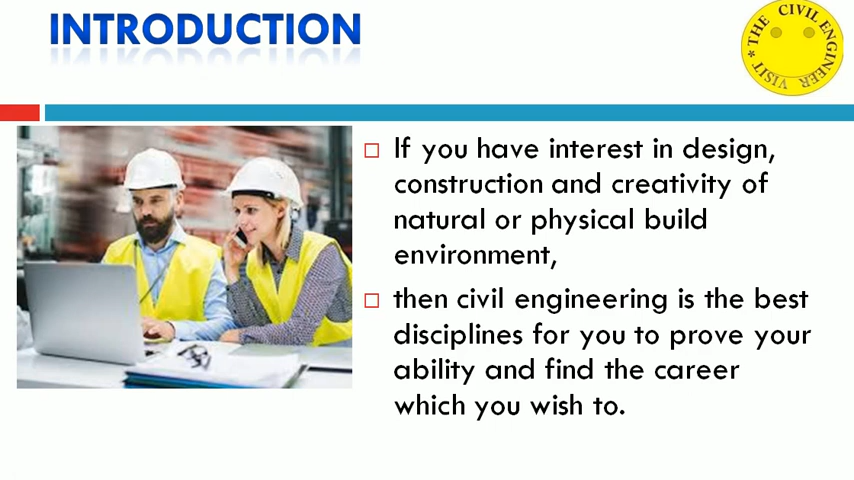 INTRODUCTION
THE CIVIL ENGINEER
VISIT *
If you have interest in design,
construction and creativity of
natural or physical build
environment,
then civil engineering is the best
disciplines for you to prove your
ability and find the career
which you wish to.